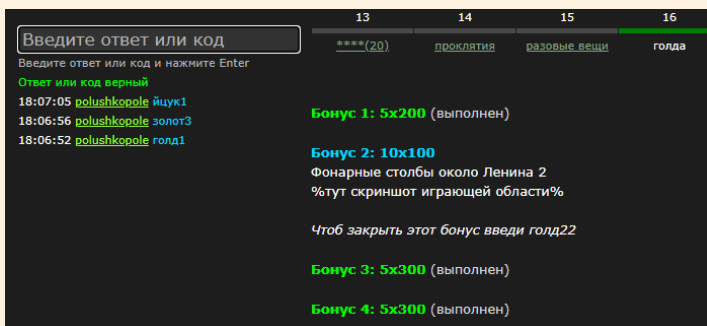 13 14 15 16
****(20) проклятия разовые вещи голда
Введите ответ или код
Введите ответ или код и нажмите Enter
Ответ или код верный
18:07:05 polushkopole йцук1
18:06:56 polushkopole золот3
18:06:52 polushkopole голд1
Бонус 1: 5x200 (выполнен)
Бонус 2: 10x100
Фонарные столбы около Ленина 2
%тут скриншот играющей области%
Чтоб закрыть этот бонус введи голд22
Бонус 3: 5x300 (выполнен)
Бонус 4: 5x300 (выполнен)